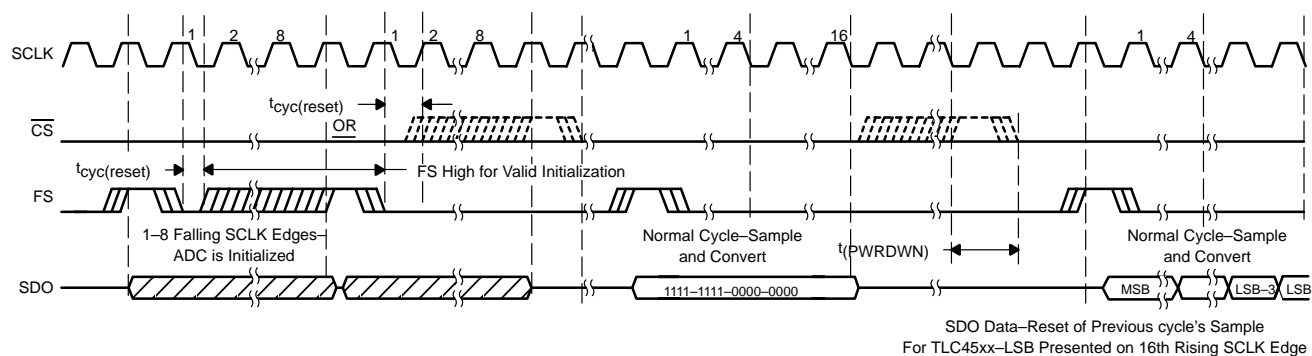 SCLK
1 2 8 1 2 8 1 4 16 1 4
tcyc(reset)
CS
OR
tcyc(reset)
FS High for Valid Initialization
FS
1–8 Falling SCLK Edges–
ADC is Initialized
Normal Cycle–Sample
and Convert
t(PWRDWN)
Normal Cycle–Sample
and Convert
SDO
1111–1111–0000–0000
MSB
LSB–3
LSB
SDO Data–Reset of Previous cycle's Sample
For TLC45xx–LSB Presented on 16th Rising SCLK Edge